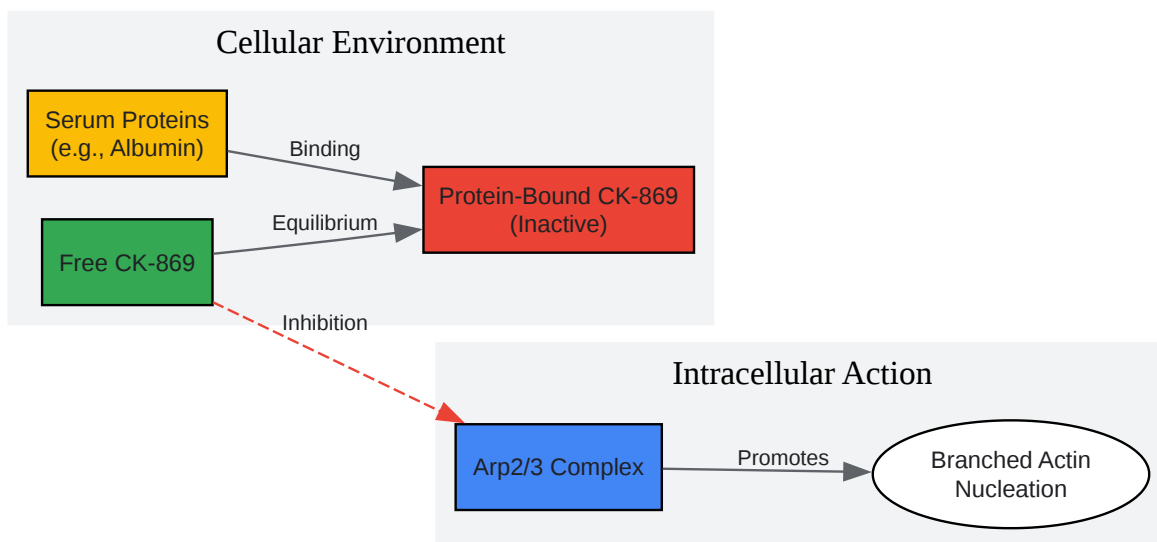 Cellular Environment
Serum Proteins
(e.g., Albumin)
Binding
Protein-Bound CK-869
(Inactive)
Equilibrium
Free CK-869
Inhibition
Intracellular Action
Arp2/3 Complex
Promotes
Branched Actin
Nucleation